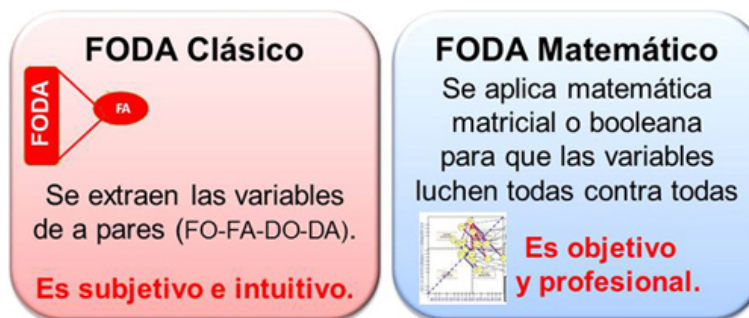 FODA Clásico
FODA
FA
Se extraen las variables
de a pares (FO-FA-DO-DA).
Es subjetivo e intuitivo.
FODA Matemático
Se aplica matemática
matricial o booleana
para que las variables
luchen todas contra todas
Es objetivo
y profesional.